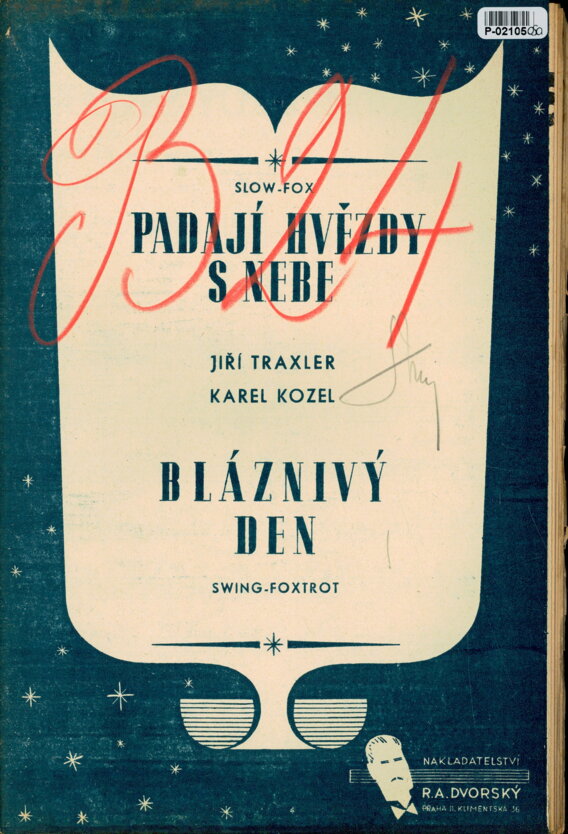 P-02105
B24
SLOW-FOX
PADAJÍ HVĚZDY
S NEBE
JIŘÍ TRAXLER
KAREL KOZEL
BLÁZNIVÝ
DEN
SWING-FOXTROT
NAKLADATELSTVÍ
R.A.DVORSKÝ
PRAHA II. KLIMENTSKÁ 36